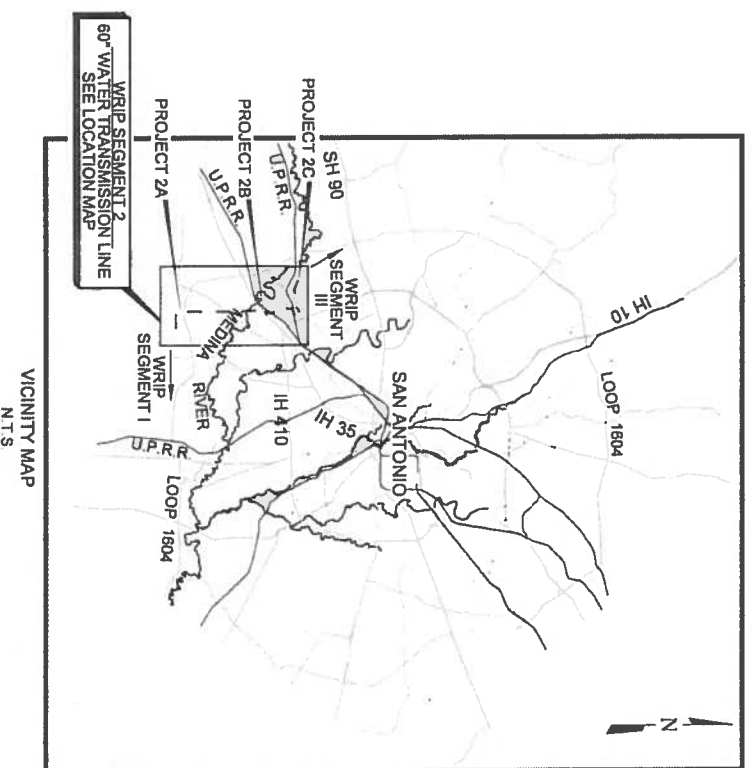 IH 10
LOOP 1604
SAN ANTONIO
SH 90
U.P.R.R.
PROJECT 2C
WRIP
SEGMENT
III
PROJECT 2B
U.P.R.R.
PROJECT 2A
MEDINA
RIVER
WRIP
SEGMENT I
IH 410
IH 35
U.P.R.R.
LOOP 1604
N
WRIP SEGMENT 2
60" WATER TRANSMISSION LINE
SEE LOCATION MAP
VICINITY MAP
N.T.S.